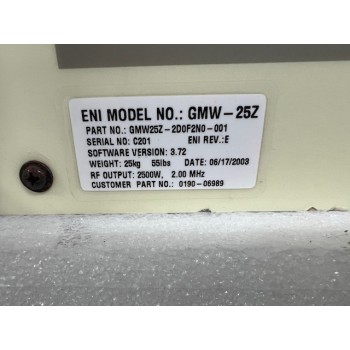 ENI MODEL NO.: GMW-25Z
PART NO.: GMW25Z-2D0F2N0-001
SERIAL NO.: C201 ENI REV.:E
SOFTWARE VERSION: 3.72
WEIGHT: 25kg 55lbs DATE: 06/17/2003
RF OUTPUT: 2500W, 2.00 MHz
CUSTOMER PART NO.: 0190-06989